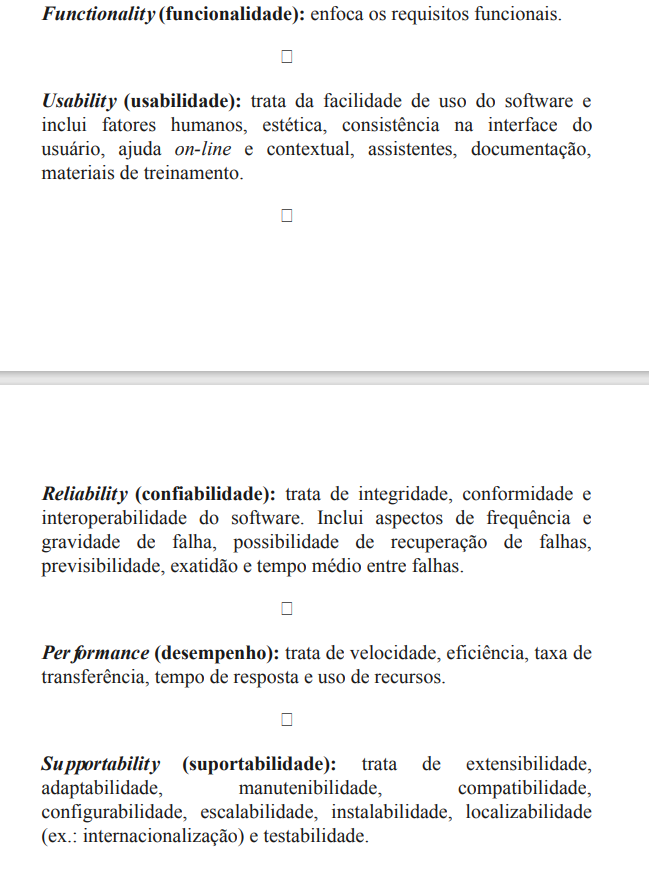 Functionality (funcionalidade): enfoca os requisitos funcionais.
Usability (usabilidade): trata da facilidade de uso do software e
inclui fatores humanos, estética, consistência na interface do
usuário, ajuda on-line e contextual, assistentes, documentação,
materiais de treinamento.
Reliability (confiabilidade): trata de integridade, conformidade e
interoperabilidade do software. Inclui aspectos de frequência e
gravidade de falha, possibilidade de recuperação de falhas,
previsibilidade, exatidão e tempo médio entre falhas.
Performance (desempenho): trata de velocidade, eficiência, taxa de
transferência, tempo de resposta e uso de recursos.
Supportability (suportabilidade): trata de extensibilidade,
adaptabilidade, manutenibilidade, compatibilidade,
configurabilidade, escalabilidade, instalabilidade, localizabilidade
(ex.: internacionalização) e testabilidade.